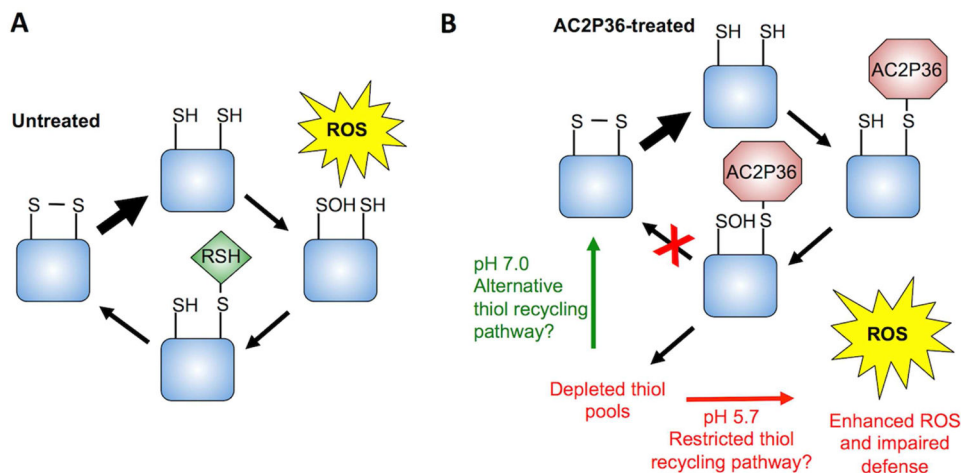 A
Untreated
SH SH
ROS
S – S
SOH SH
RSH
SH S
B
AC2P36-treated
SH SH
AC2P36
S – S
SH S
AC2P36
S
SOH
pH 7.0
Alternative
thiol recycling
pathway?
ROS
Depleted thiol
pools
pH 5.7
Restricted thiol
recycling pathway?
Enhanced ROS
and impaired
defense